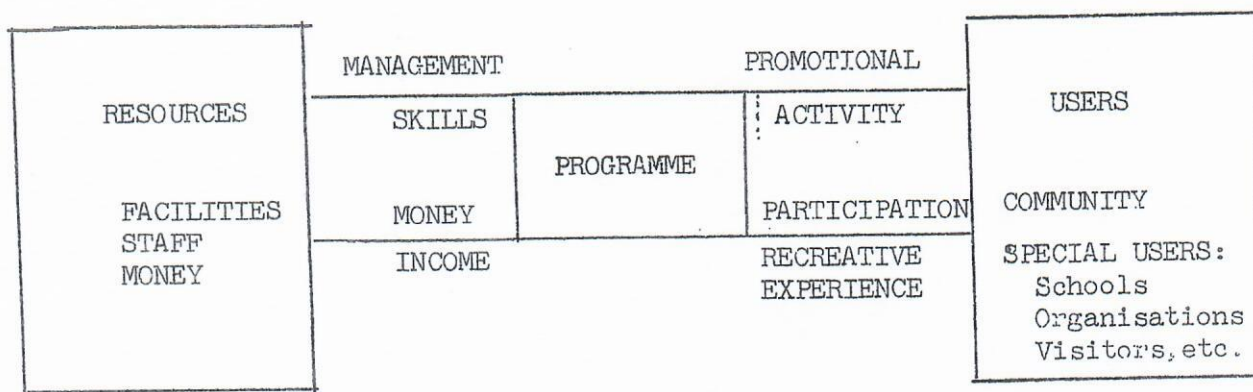 RESOURCES
FACILITIES
STAFF
MONEY
MANAGEMENT
SKILLS
MONEY
INCOME
PROGRAMME
PROMOTIONAL
ACTIVITY
PARTICIPATION
RECREATIVE
EXPERIENCE
USERS
COMMUNITY
SPECIAL USERS:
Schools
Organisations
Visitors, etc.